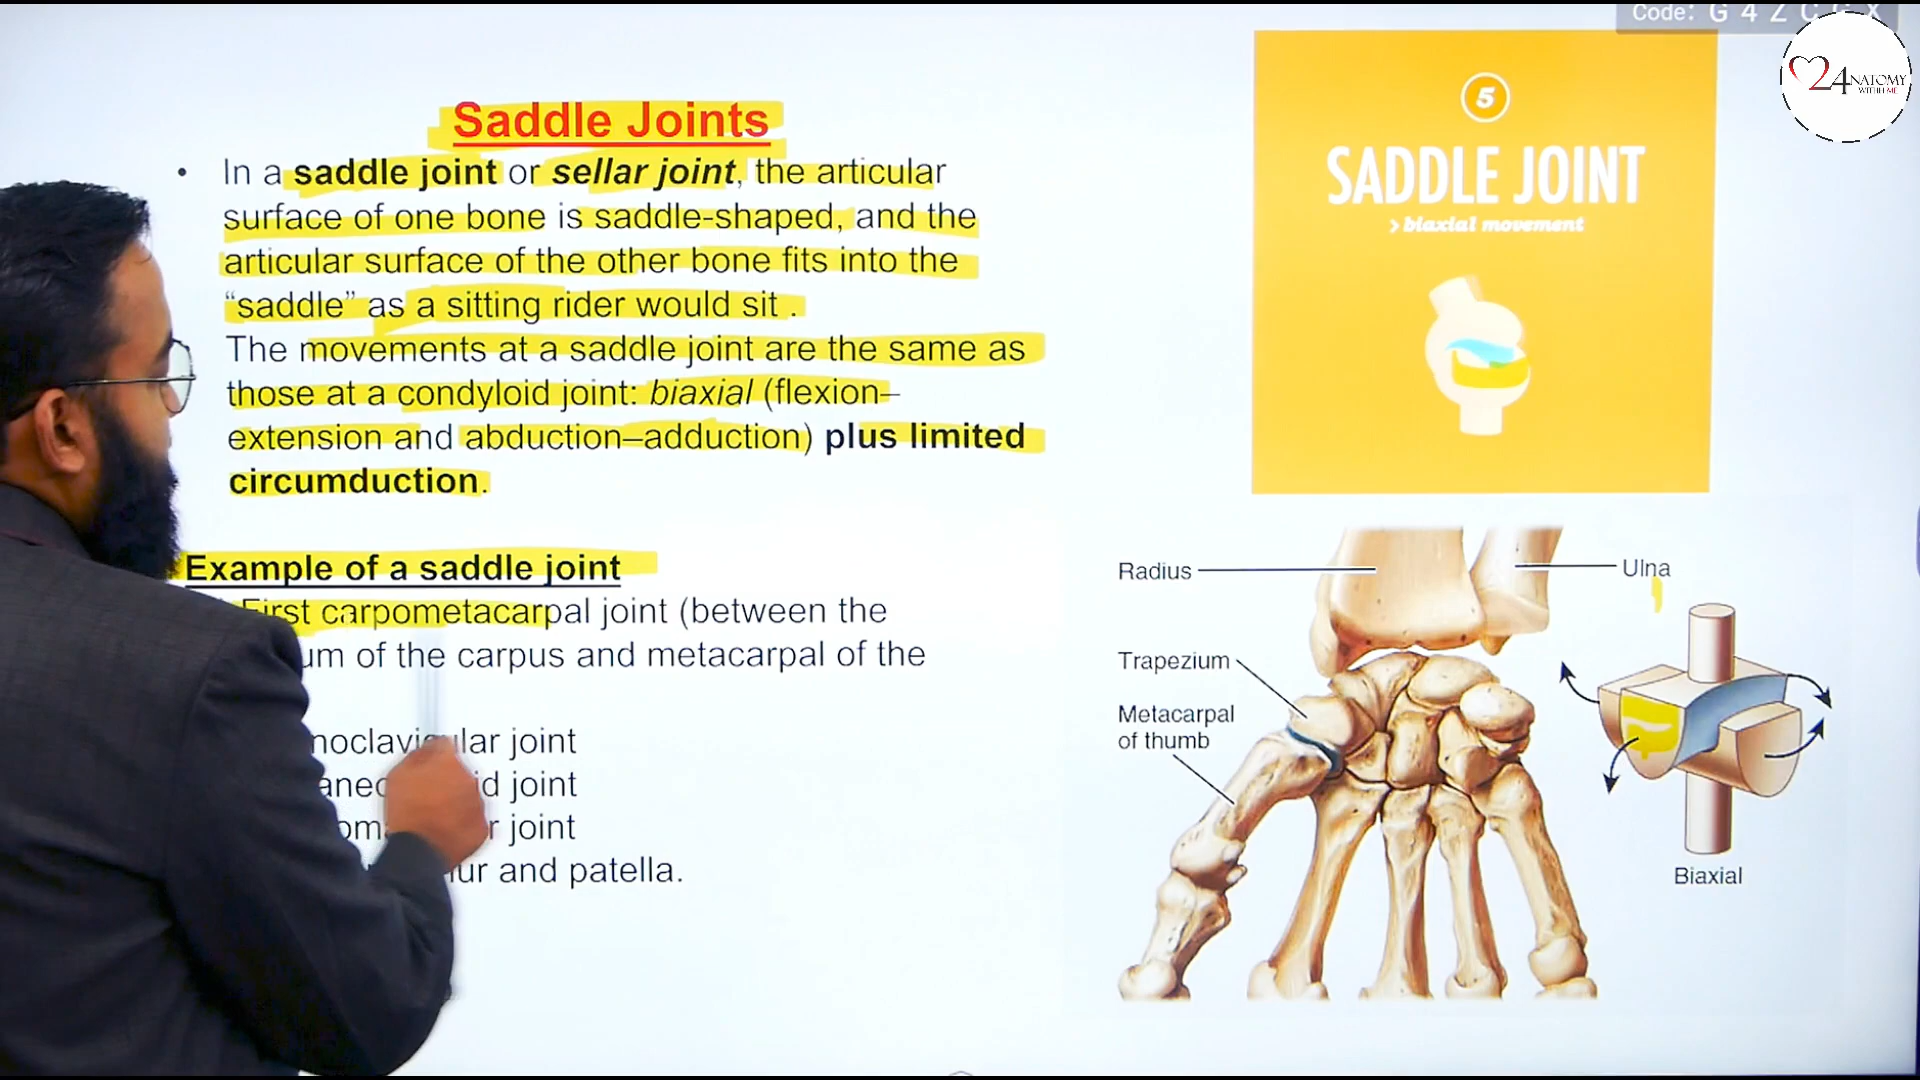 Code: G 4 Z C G X
24NATOMY
WITHH ME
Saddle Joints
• In a saddle joint or sellar joint, the articular
surface of one bone is saddle-shaped, and the
articular surface of the other bone fits into the
“saddle” as a sitting rider would sit .
The movements at a saddle joint are the same as
those at a condyloid joint: biaxial (flexion–
extension and abduction–adduction) plus limited
circumduction.
Example of a saddle joint
First carpometacarpal joint (between the
of the carpus and metacarpal of the
joint
joint
joint
and patella.
5
SADDLE JOINT
> biaxial movement
Radius
Ulna
Trapezium
Metacarpal
of thumb
Biaxial